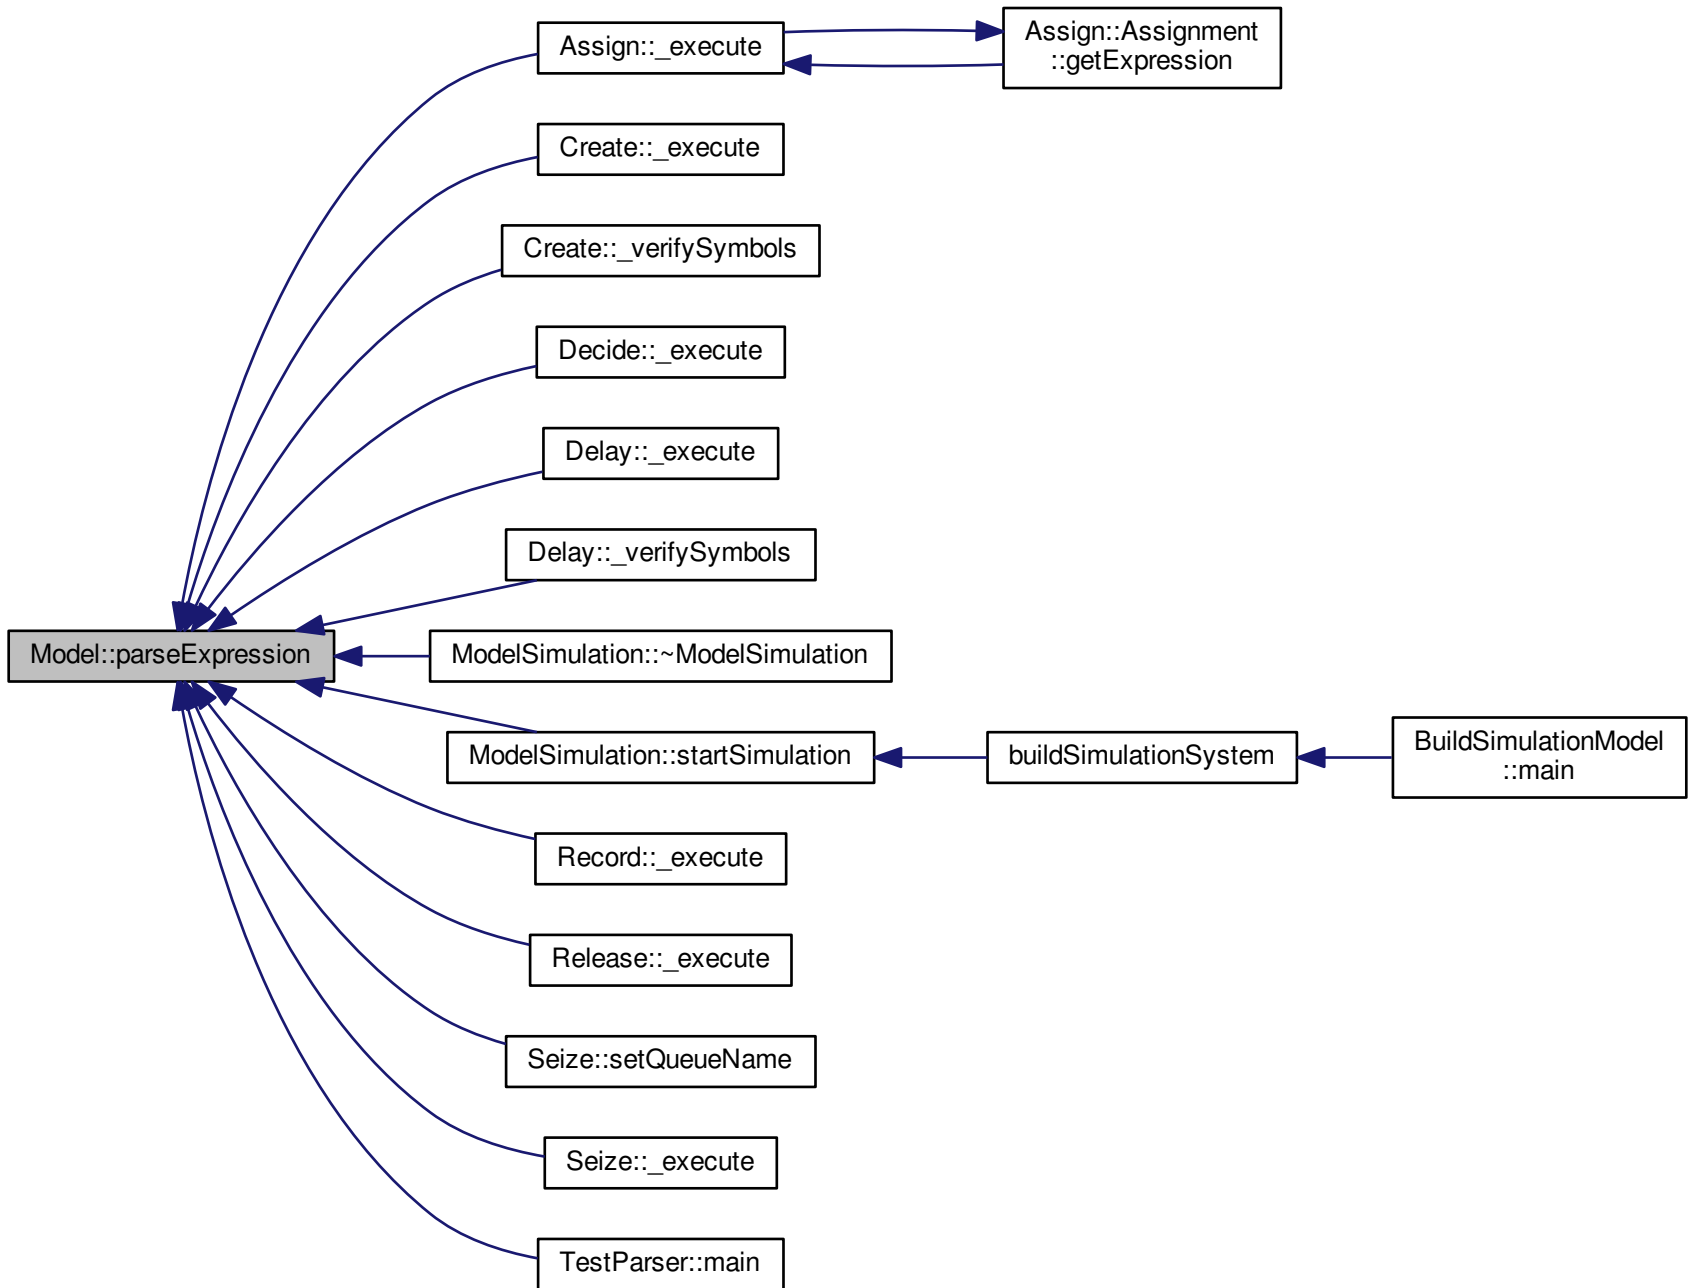 Assign::_execute
Assign::Assignment
::getExpression
Create::_execute
Create::_verifySymbols
Decide::_execute
Delay::_execute
Delay::_verifySymbols
Model::parseExpression
ModelSimulation::~ModelSimulation
ModelSimulation::startSimulation
buildSimulationSystem
BuildSimulationModel
::main
Record::_execute
Release::_execute
Seize::setQueueName
Seize::_execute
TestParser::main